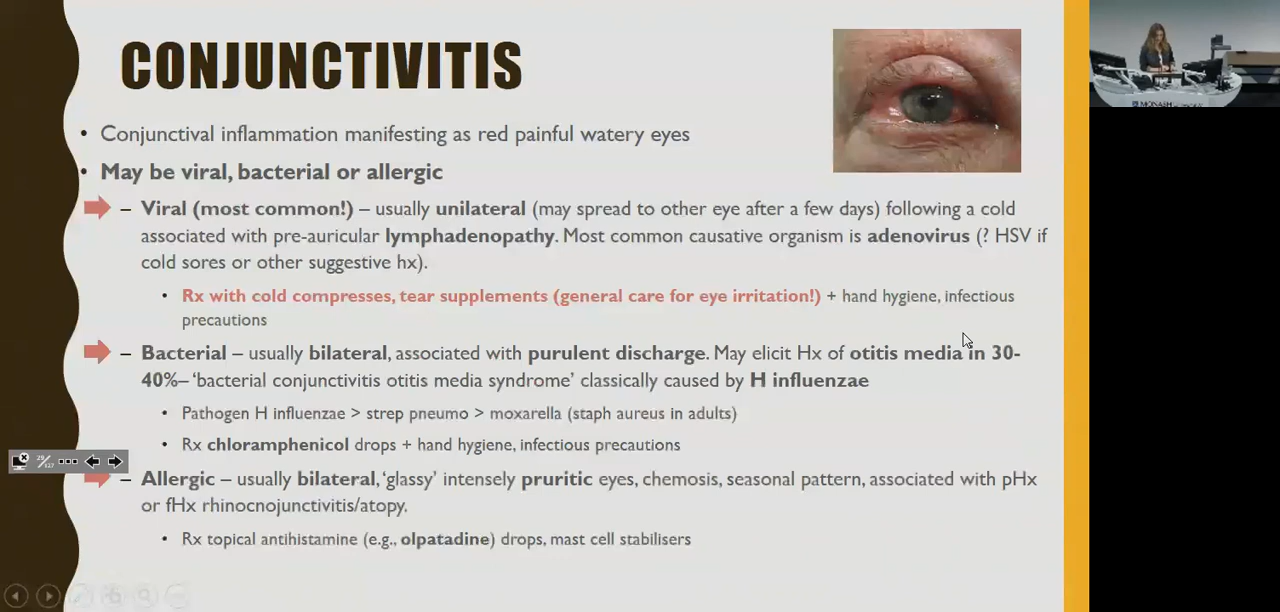 CONJUNCTIVITIS
• Conjunctival inflammation manifesting as red painful watery eyes
• May be viral, bacterial or allergic
– Viral (most common!) – usually unilateral (may spread to other eye after a few days) following a cold
associated with pre-auricular lymphadenopathy. Most common causative organism is adenovirus (? HSV if
cold sores or other suggestive hx).
• Rx with cold compresses, tear supplements (general care for eye irritation!) + hand hygiene, infectious
precautions
– Bacterial – usually bilateral, associated with purulent discharge. May elicit Hx of otitis media in 30-
40%– ‘bacterial conjunctivitis otitis media syndrome’ classically caused by H influenzae
• Pathogen H influenzae > strep pneumo > moxarella (staph aureus in adults)
• Rx chloramphenicol drops + hand hygiene, infectious precautions
– Allergic – usually bilateral, ‘glassy’ intensely pruritic eyes, chemosis, seasonal pattern, associated with pHx
or fHx rhinocnojunctivitis/atopy.
• Rx topical antihistamine (e.g., olpatadine) drops, mast cell stabilisers
MONASH